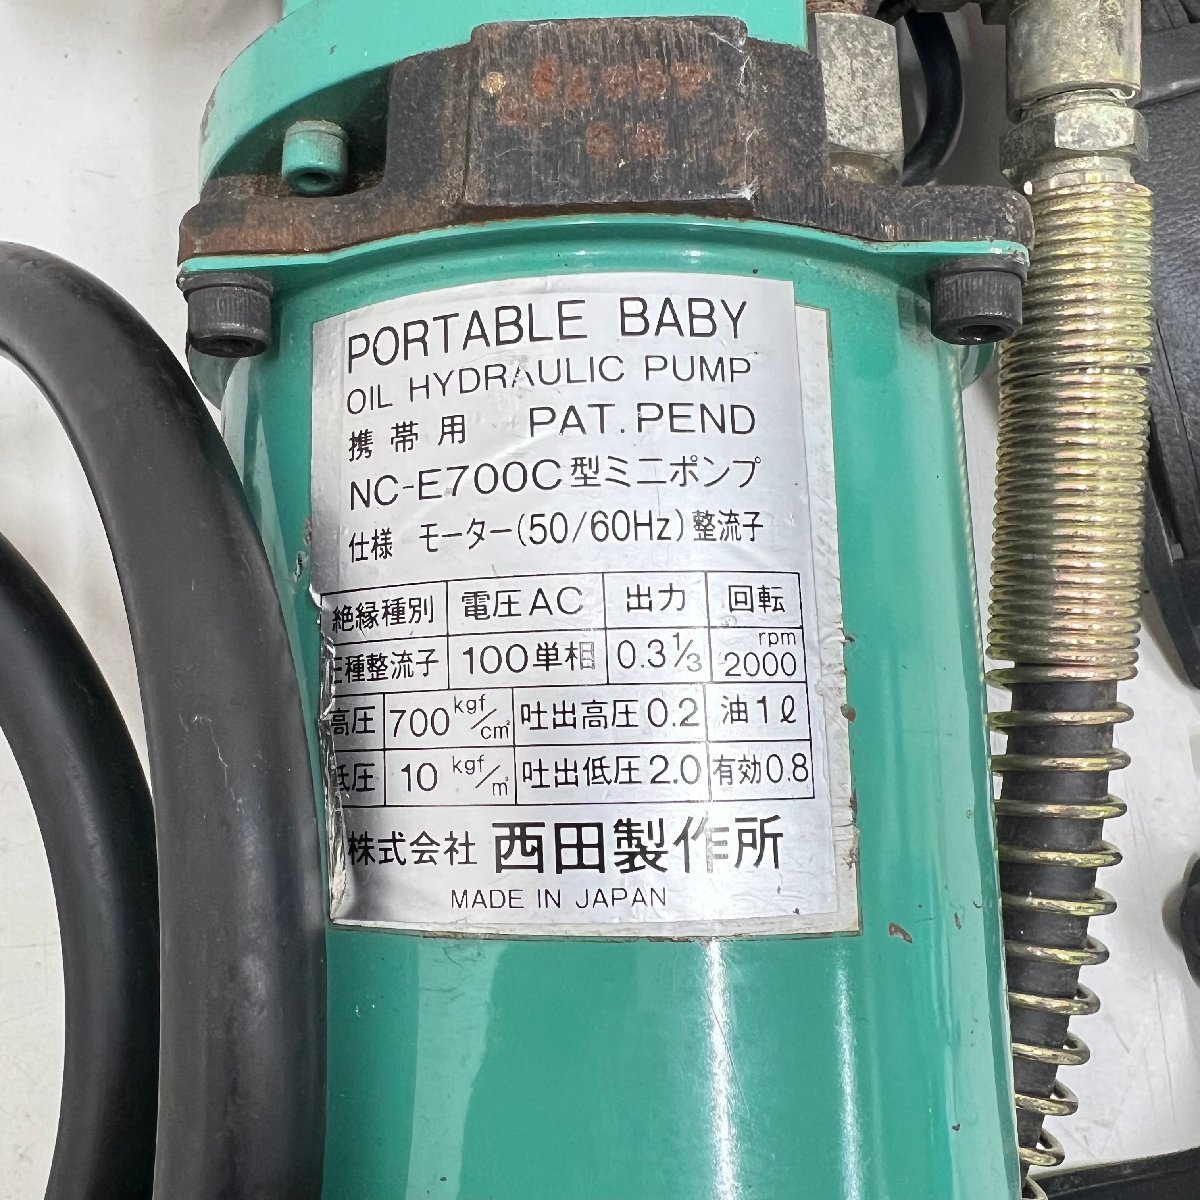 PORTABLE BABY
OIL HYDRAULIC PUMP
携帯用 PAT.PEND
NC-E700C型ミニポンプ
仕様 モーター(50/60Hz)整流子
絶縁種別 電圧AC 出力 回転
E種整流子 100単相 0.3 1/3 rpm 2000
高圧 700 kgf/cm² 吐出高圧0.2 油1ℓ
低圧 10 kgf/㎡ 吐出低圧2.0 有効0.8
株式会社 西田製作所
MADE IN JAPAN